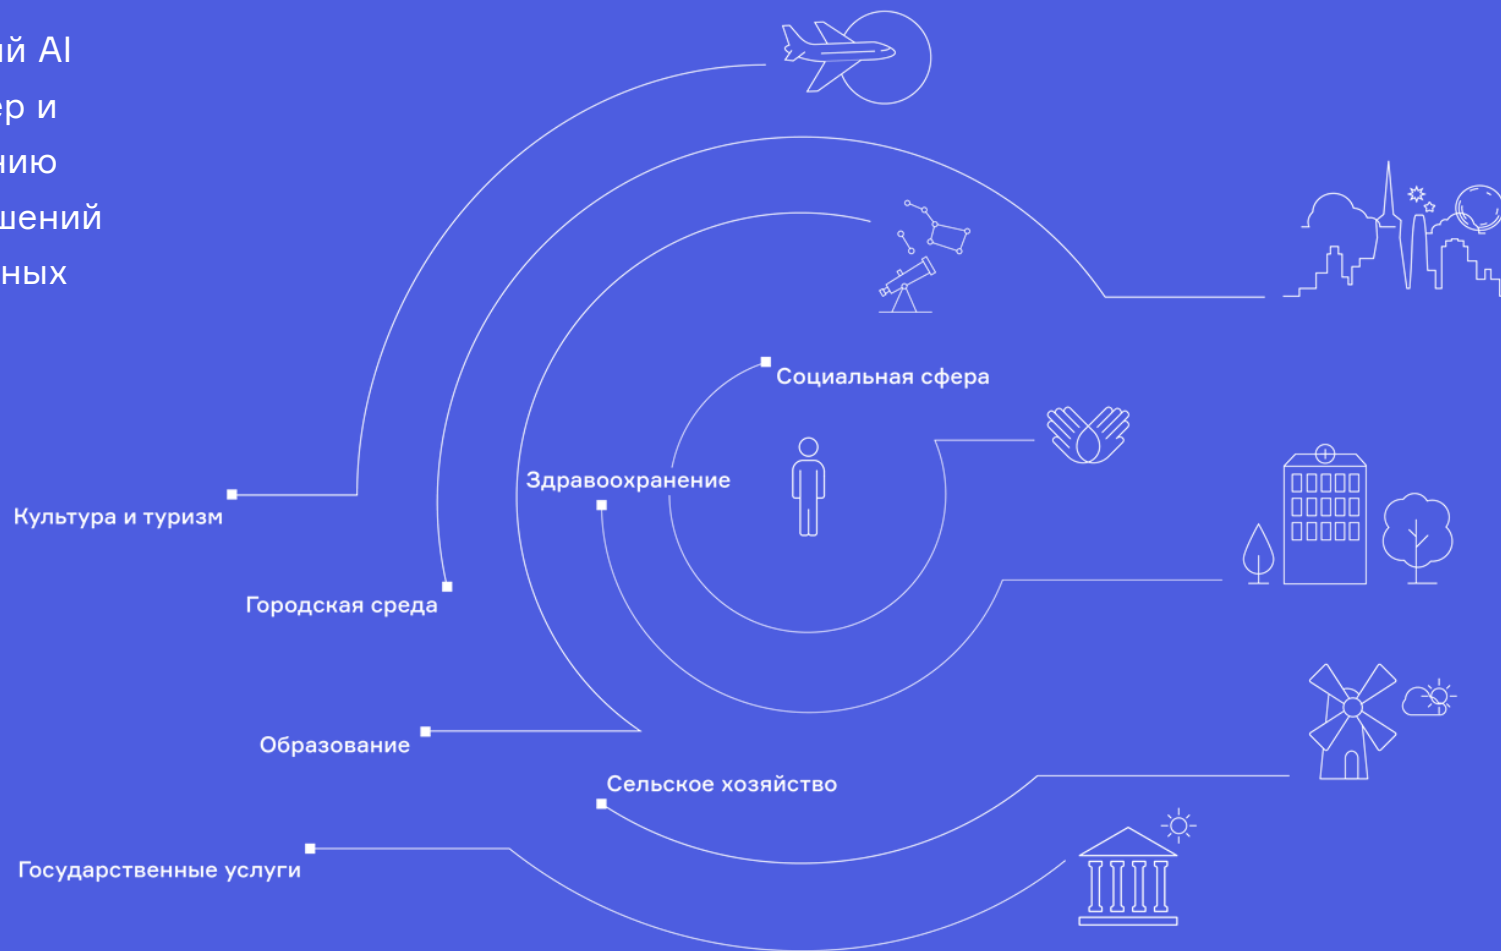 ый AI
ер и
нию
шений
ных
Социальная сфера
Здравоохранение
Культура и туризм
Городская среда
Образование
Сельское хозяйство
Государственные услуги